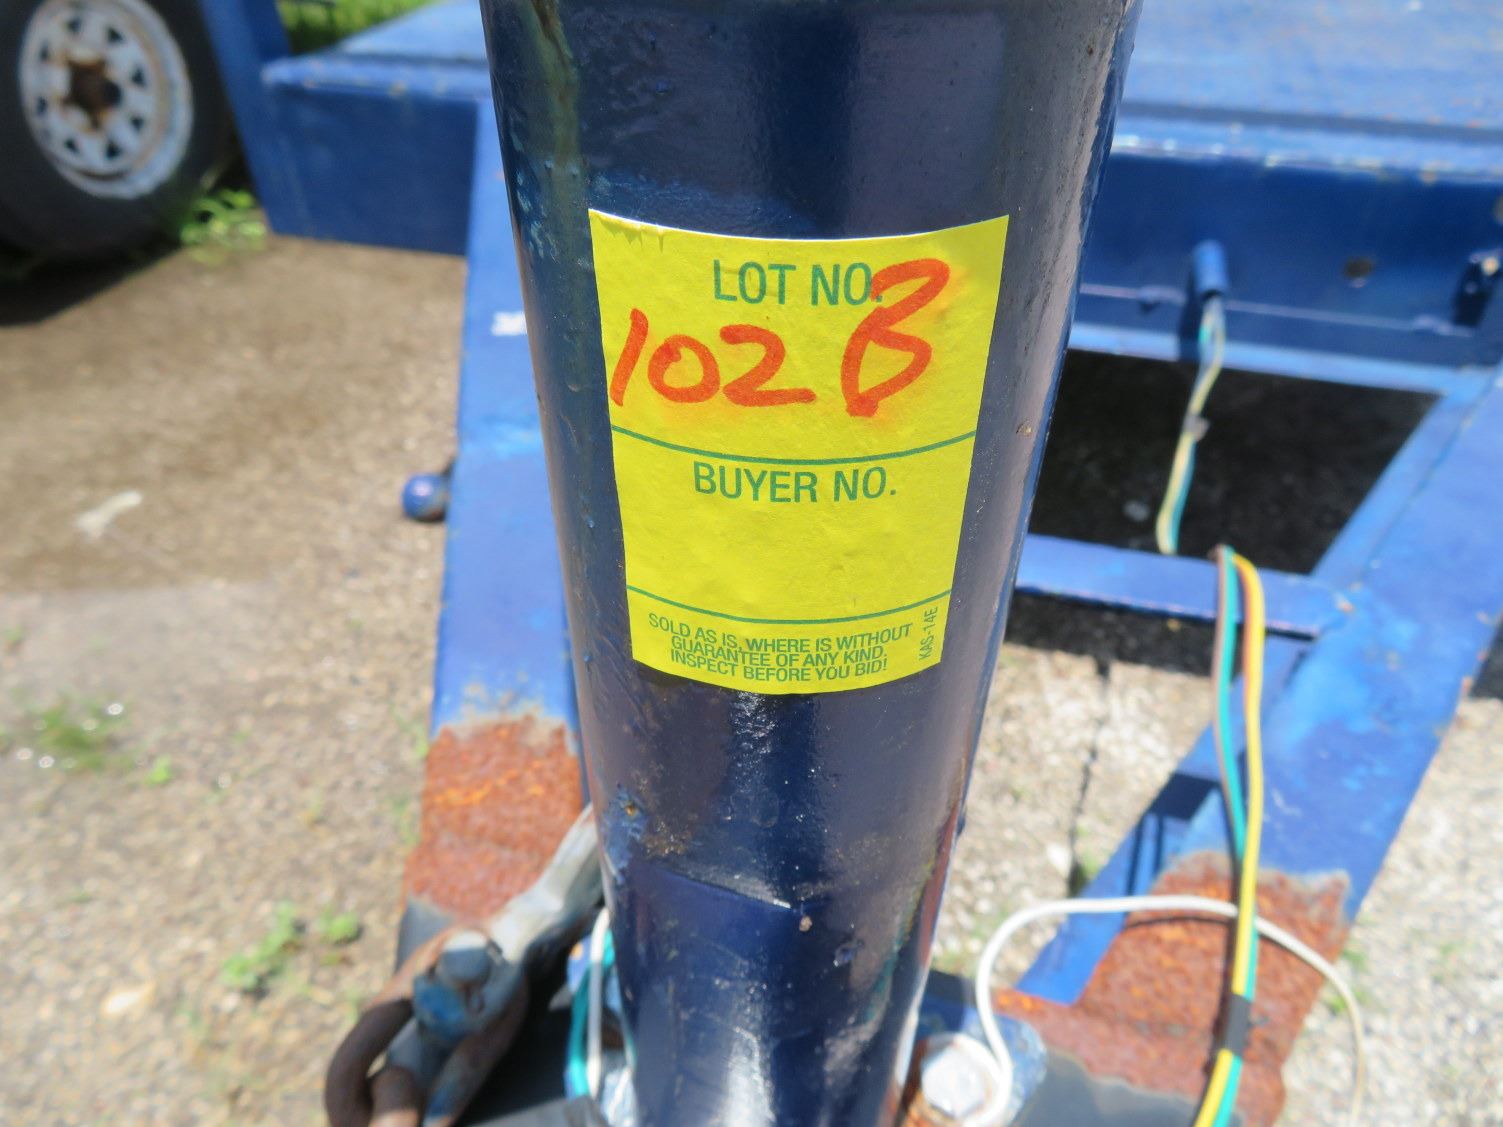 LOT NO.
102 B
BUYER NO.
SOLD AS IS, WHERE IS WITHOUT
GUARANTEE OF ANY KIND.
INSPECT BEFORE YOU BID!
KAS-14E